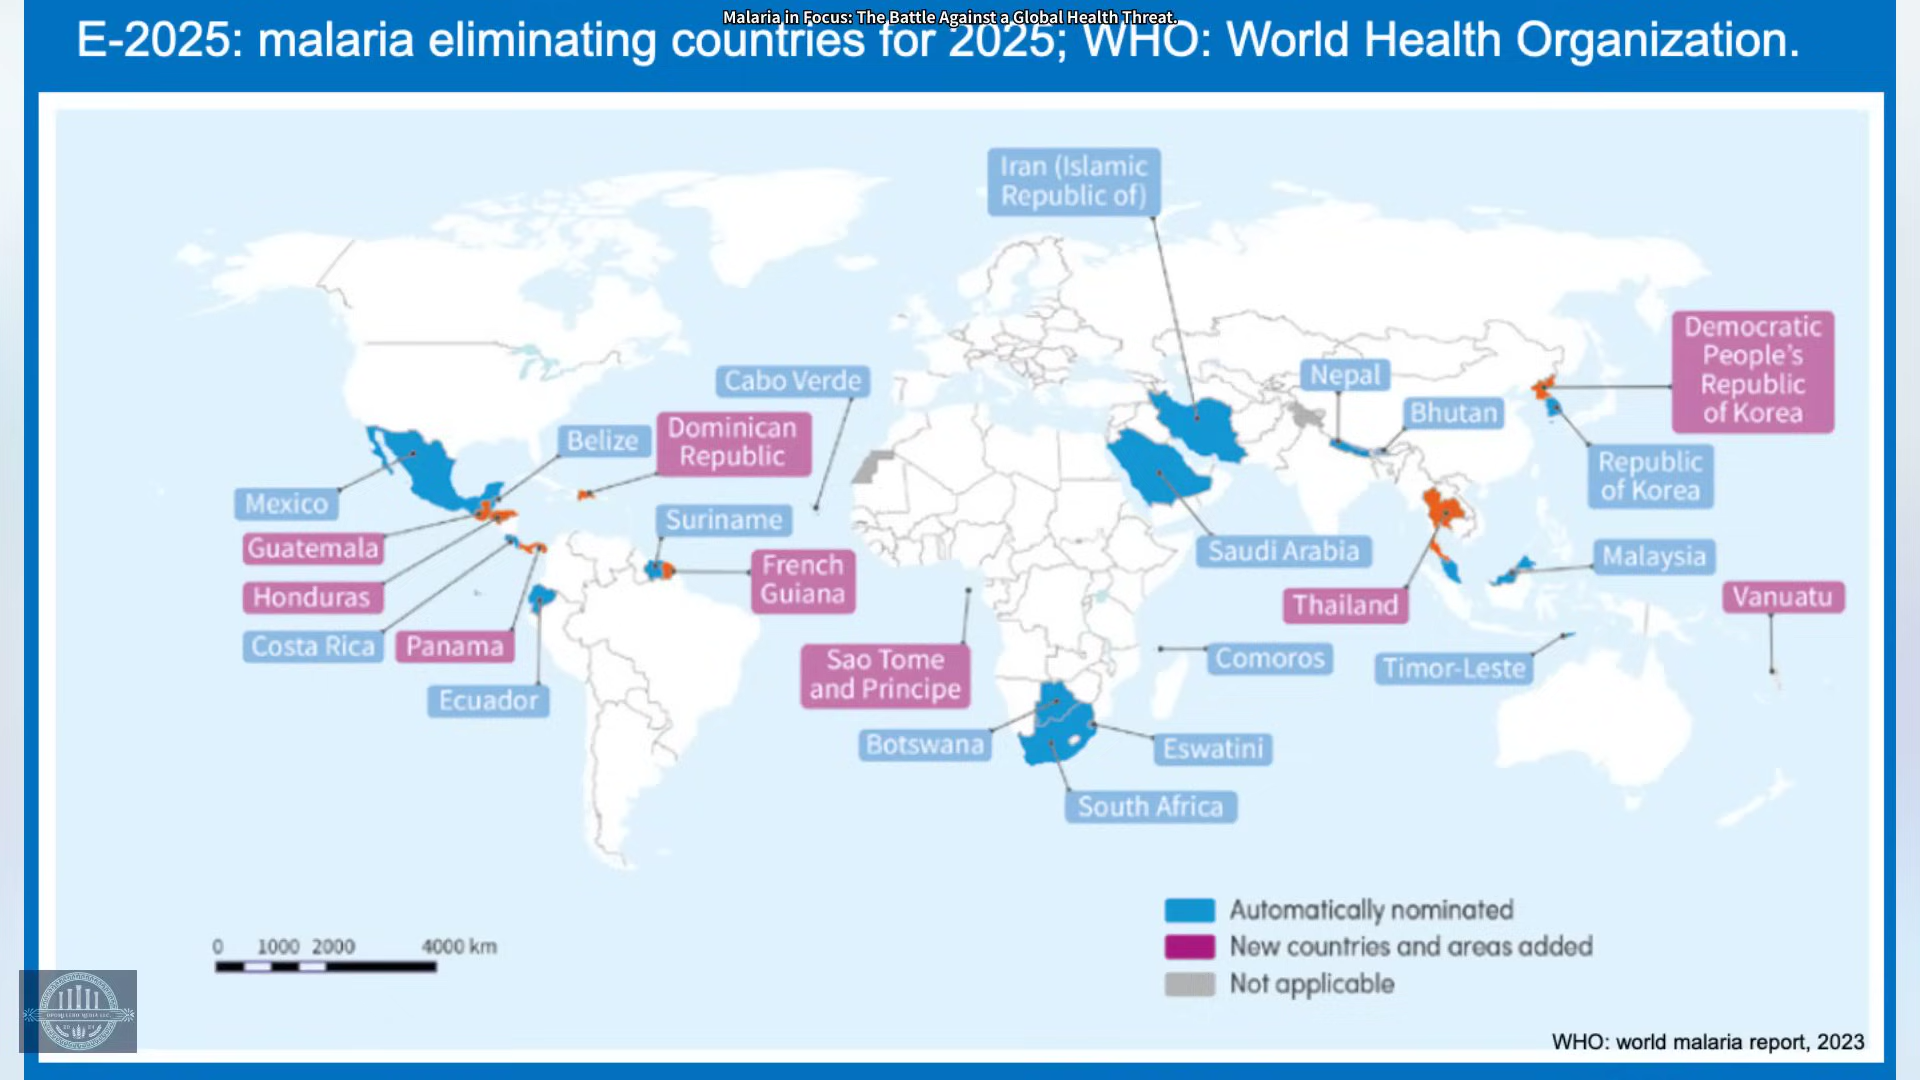 Malaria in Focus: The Battle Against a Global Health Threat.
E-2025: malaria eliminating countries for 2025; WHO: World Health Organization.
Iran (Islamic
Republic of)
Democratic
People's
Republic
of Korea
Cabo Verde
Nepal
Bhutan
Dominican
Republic
Belize
Republic
of Korea
Mexico
Suriname
Guatemala
Saudi Arabia
Malaysia
French
Guiana
Honduras
Thailand
Vanuatu
Costa Rica
Panama
Sao Tome
and Principe
Comoros
Timor-Leste
Ecuador
Botswana
Eswatini
South Africa
Automatically nominated
New countries and areas added
Not applicable
0 1000 2000 4000 km
WHO: world malaria report, 2023